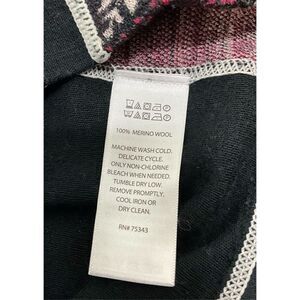 100% MERINO WOOL
MACHINE WASH COLD.
DELICATE CYCLE.
ONLY NON-CHLORINE
BLEACH WHEN NEEDED.
TUMBLE DRY LOW.
REMOVE PROMPTLY.
COOL IRON OR
DRY CLEAN.
RN# 75343